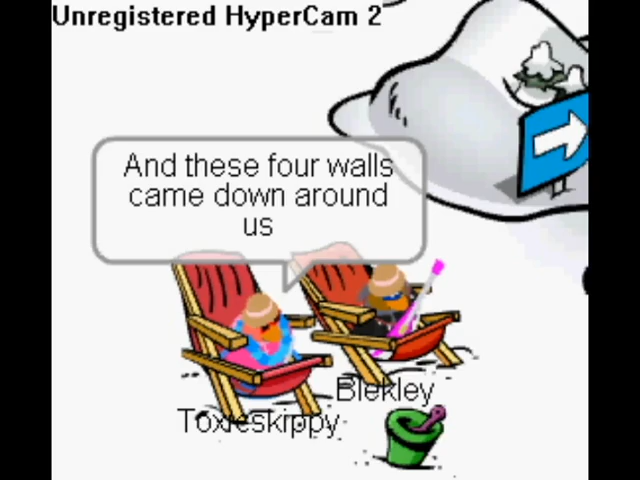 Unregistered HyperCam 2
And these four walls
came down around
us
Blekley
Toxieskippy